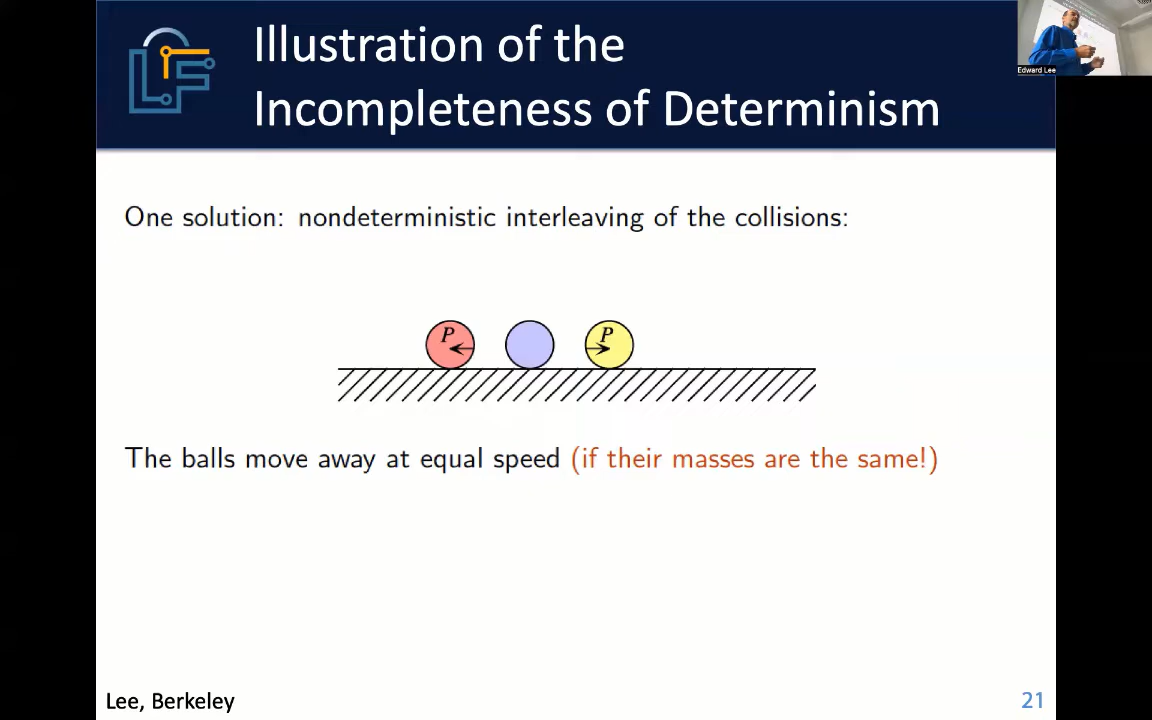 Illustration of the
Incompleteness of Determinism
Edward Lee
One solution: nondeterministic interleaving of the collisions:
P P
The balls move away at equal speed (if their masses are the same!)
Lee, Berkeley
21